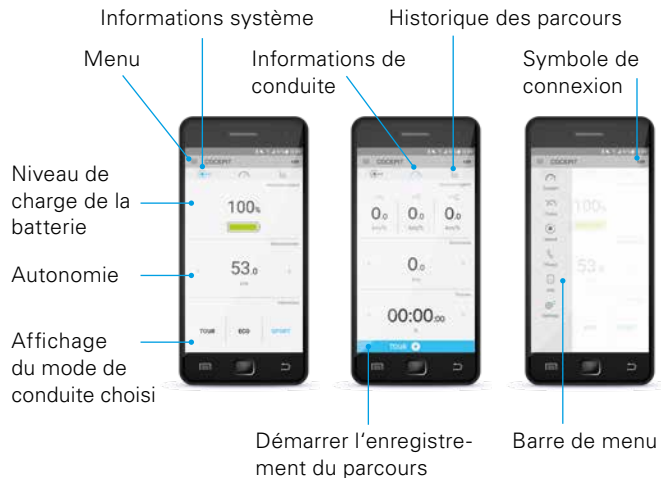 Informations système
Historique des parcours
Menu
Informations de
conduite
Symbole de
connexion
Niveau de
charge de la
batterie
Autonomie
Affichage
du mode de
conduite choisi
COCKPIT
100%
53.0
TOUR ECO SPORT
COCKPIT
0.0 0.0 0.0
0.0
00:00:00
TOUR
COCKPIT
100%
53.0
Démarrer l'enregistre-
ment du parcours
Barre de menu